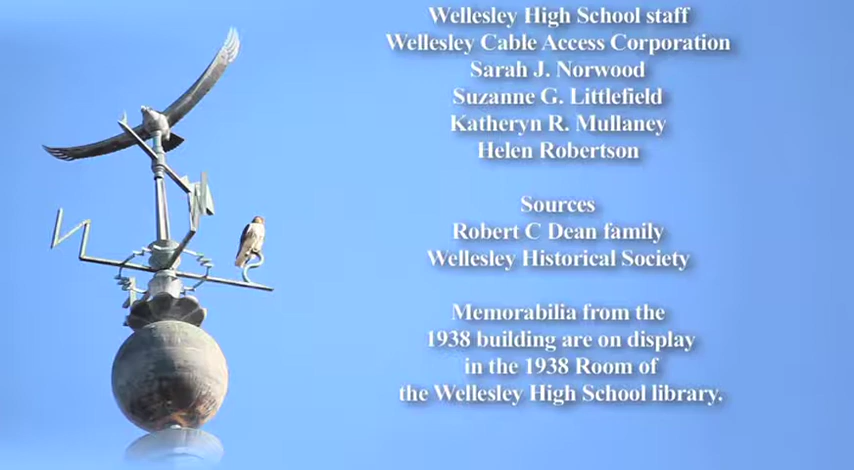 Wellesley High School staff
Wellesley Cable Access Corporation
Sarah J. Norwood
Suzanne G. Littlefield
Katheryn R. Mullaney
Helen Robertson
Sources
Robert C Dean family
Wellesley Historical Society
Memorabilia from the
1938 building are on display
in the 1938 Room of
the Wellesley High School library.